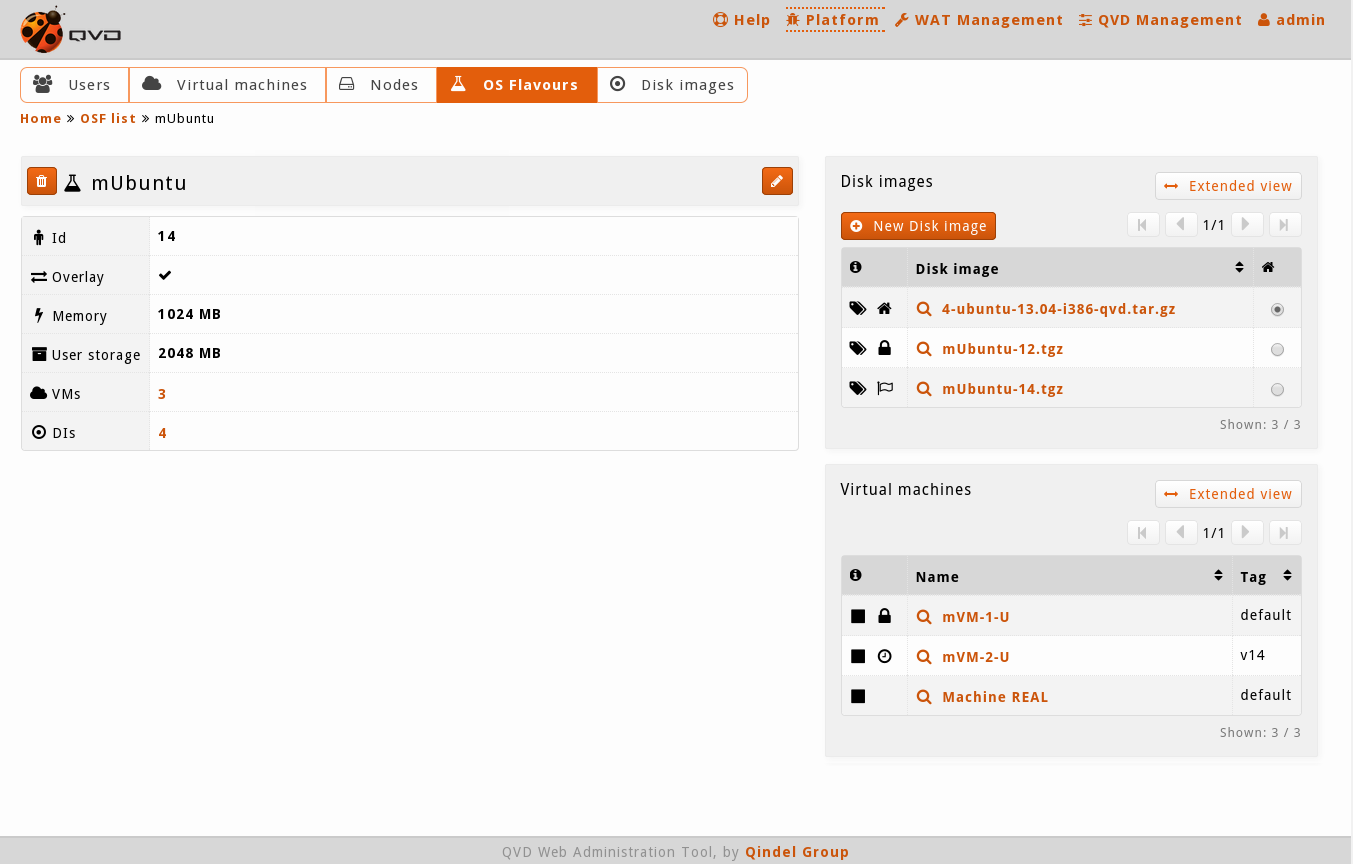 QVD
Help Platform WAT Management QVD Management admin
Users Virtual machines Nodes OS Flavours Disk images
Home » OSF list » mUbuntu
mUbuntu
Id 14
Overlay
Memory 1024 MB
User storage 2048 MB
VMs 3
DIs 4
Disk images
Extended view
New Disk image 1/1
Disk image
4-ubuntu-13.04-i386-qvd.tar.gz
mUbuntu-12.tgz
mUbuntu-14.tgz
Shown: 3 / 3
Virtual machines
Extended view
1/1
Name Tag
mVM-1-U default
mVM-2-U v14
Machine REAL default
Shown: 3 / 3
QVD Web Administration Tool, by Qindel Group